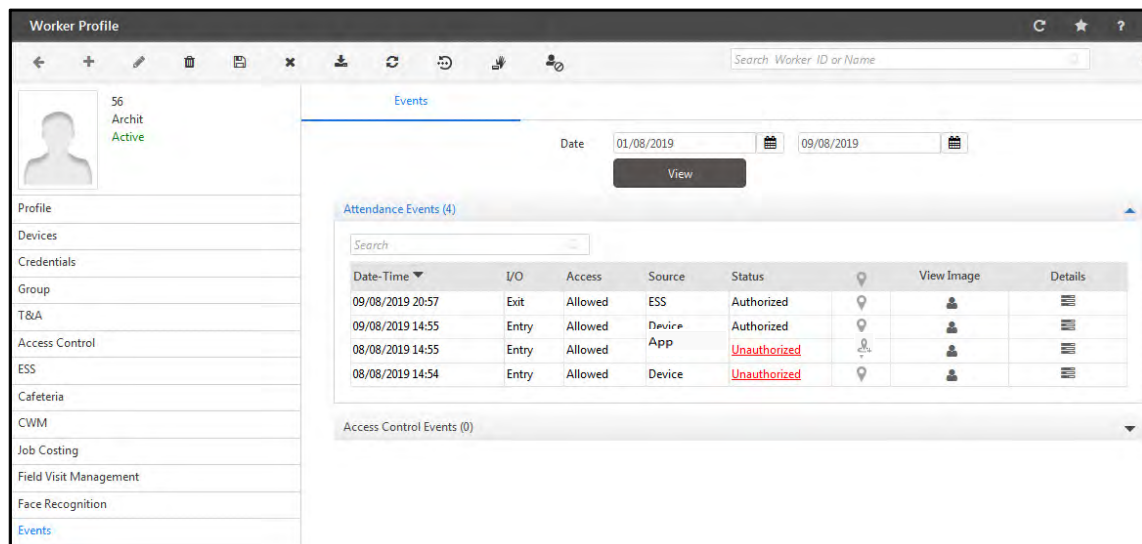 Worker Profile ?
Search Worker ID or Name
56
Archit
Active
Events
Date 01/08/2019 09/08/2019
View
Profile
Devices
Credentials
Group
T&A
Access Control
ESS
Cafeteria
CWM
Job Costing
Field Visit Management
Face Recognition
Events
Attendance Events (4)
Search
Date-Time I/O Access Source Status View Image Details
09/08/2019 20:57 Exit Allowed ESS Authorized
09/08/2019 14:55 Entry Allowed Device Authorized
08/08/2019 14:55 Entry Allowed App Unauthorized
08/08/2019 14:54 Entry Allowed Device Unauthorized
Access Control Events (0)